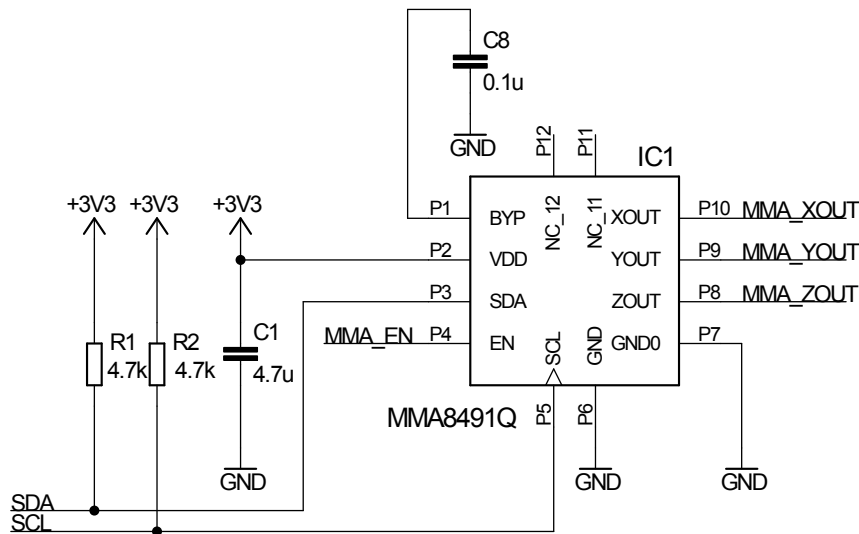 C8
0.1u
GND
P12
P11
IC1
+3V3
+3V3
+3V3
P1
BYP
NC_12
NC_11
XOUT
P10
MMA_XOUT
P2
VDD
YOUT
P9
MMA_YOUT
P3
SDA
ZOUT
P8
MMA_ZOUT
MMA_EN
P4
EN
SCL
GND
GND0
P7
R1
4.7k
R2
4.7k
C1
4.7u
MMA8491Q
P5
P6
GND
GND
GND
SDA
SCL